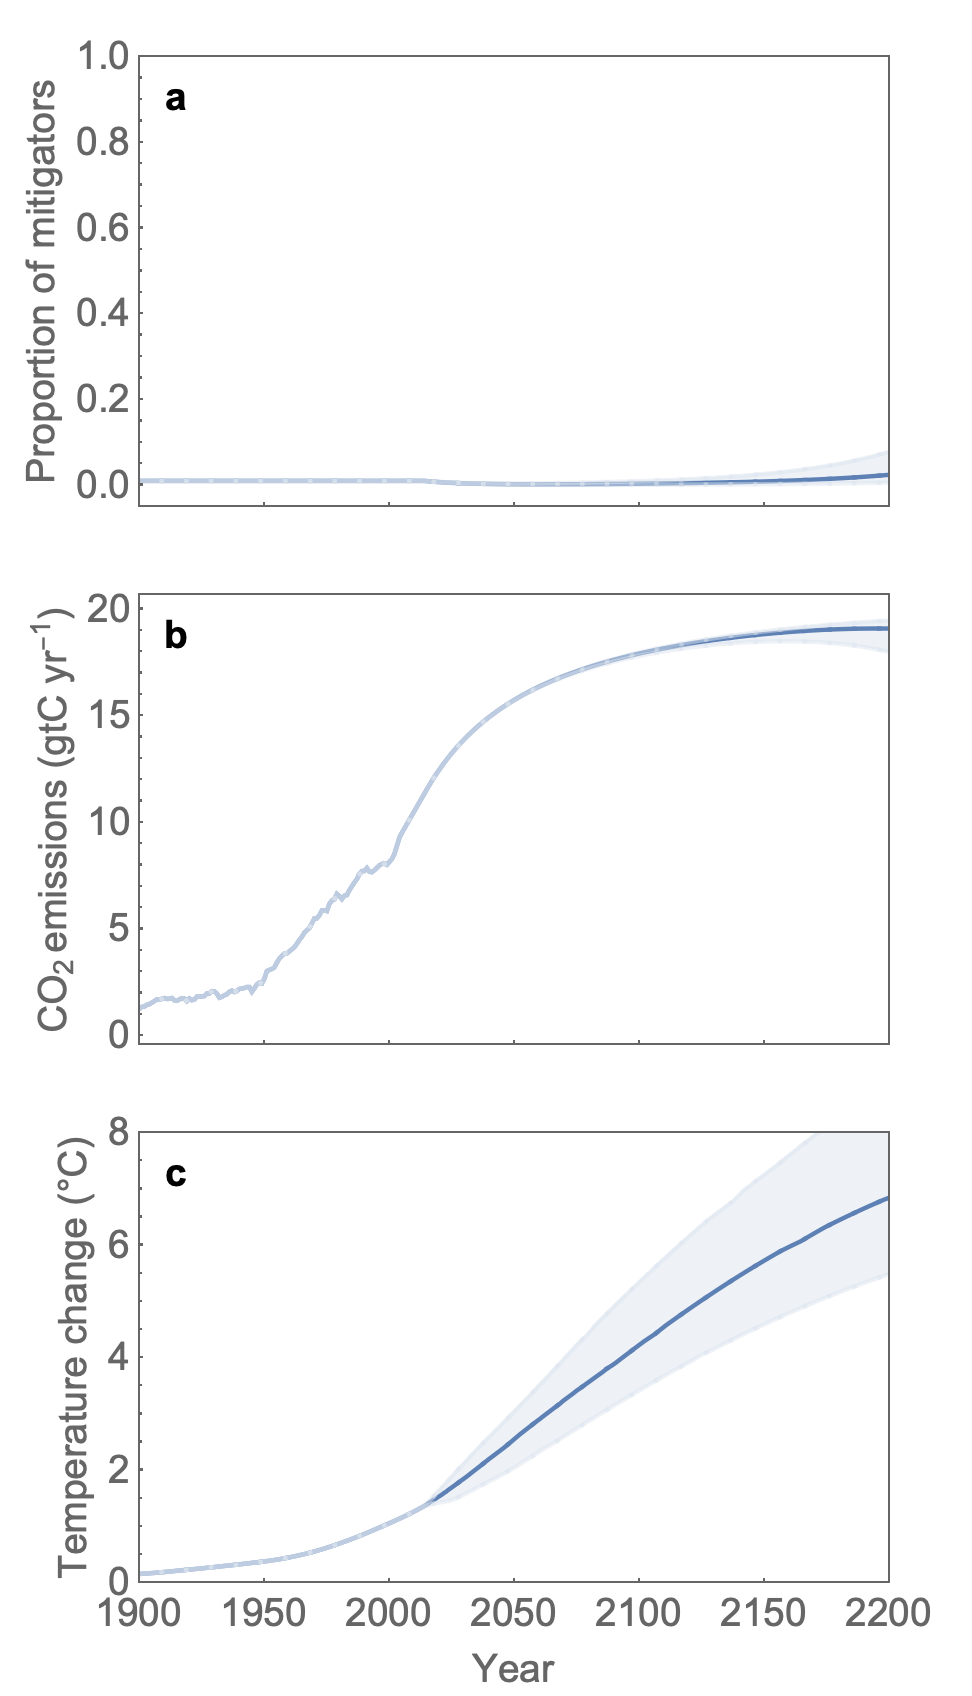 1.0
a
0.8
0.6
0.4
0.2
0.0
Proportion of mitigators
20
b
15
10
5
0
CO₂ emissions (gtC yr⁻¹)
8
c
6
4
2
0
Temperature change (°C)
1900 1950 2000 2050 2100 2150 2200
Year